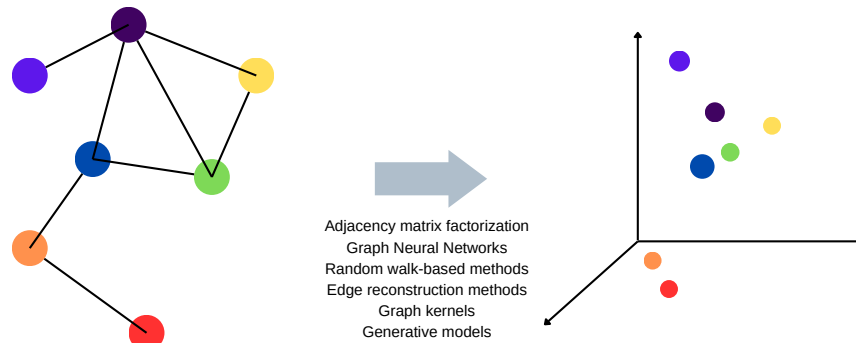 Adjacency matrix factorization
Graph Neural Networks
Random walk-based methods
Edge reconstruction methods
Graph kernels
Generative models